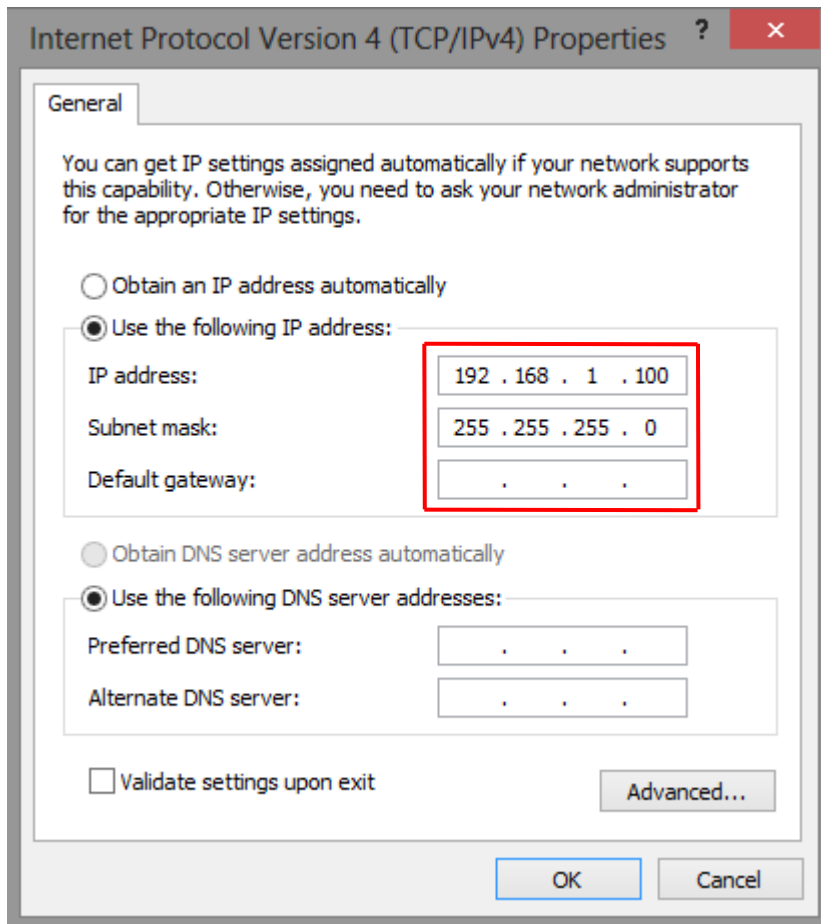 Internet Protocol Version 4 (TCP/IPv4) Properties ?
General
You can get IP settings assigned automatically if your network supports
this capability. Otherwise, you need to ask your network administrator
for the appropriate IP settings.
Obtain an IP address automatically
Use the following IP address:
IP address: 192 . 168 . 1 . 100
Subnet mask: 255 . 255 . 255 . 0
Default gateway: . . .
Obtain DNS server address automatically
Use the following DNS server addresses:
Preferred DNS server: . . .
Alternate DNS server: . . .
Validate settings upon exit
Advanced...
OK Cancel